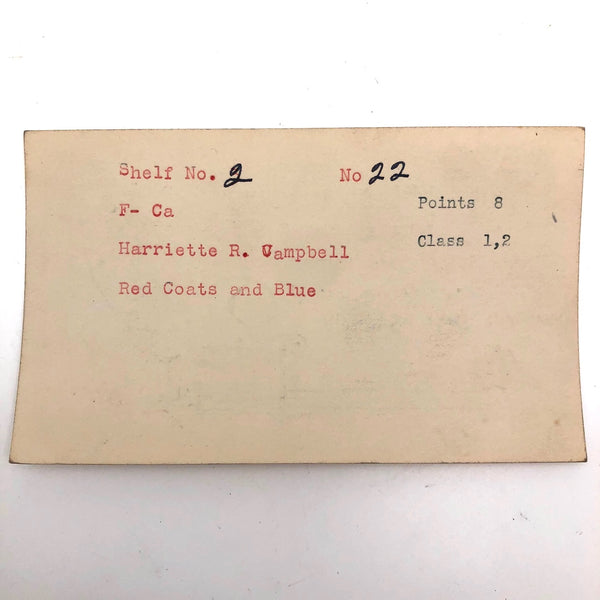 Shelf No. 2 No 22
F- Ca Points 8
Harriette R. Campbell Class 1,2
Red Coats and Blue